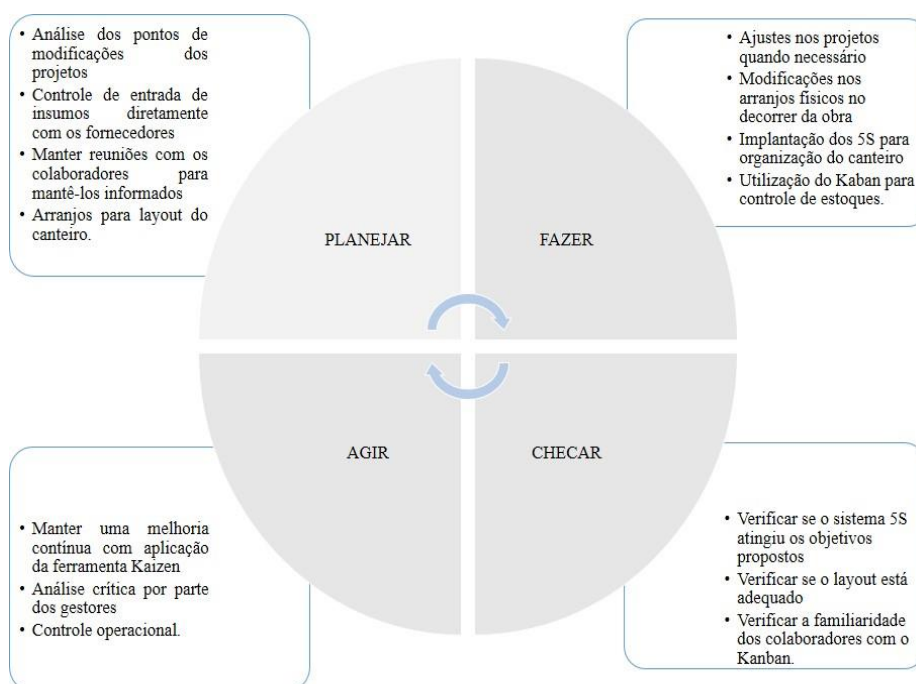 • Análise dos pontos de
modificações dos
projetos
• Controle de entrada de
insumos diretamente
com os fornecedores
• Manter reuniões com os
colaboradores para
mantê-los informados
• Arranjos para layout do
canteiro.
• Ajustes nos projetos
quando necessário
• Modificações nos
arranjos físicos no
decorrer da obra
• Implantação dos 5S para
organização do canteiro
• Utilização do Kaban para
controle de estoques.
PLANEJAR
FAZER
AGIR
CHECAR
• Manter uma melhoria
contínua com aplicação
da ferramenta Kaizen
• Análise crítica por parte
dos gestores
• Controle operacional.
• Verificar se o sistema 5S
atingiu os objetivos
propostos
• Verificar se o layout está
adequado
• Verificar a familiaridade
dos colaboradores com o
Kanban.